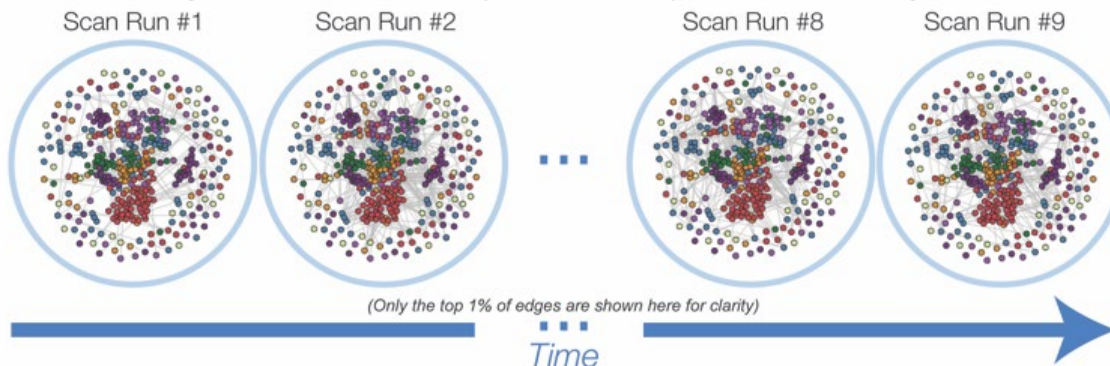 Scan Run #1
Scan Run #2
Scan Run #8
Scan Run #9
(Only the top 1% of edges are shown here for clarity)
Time